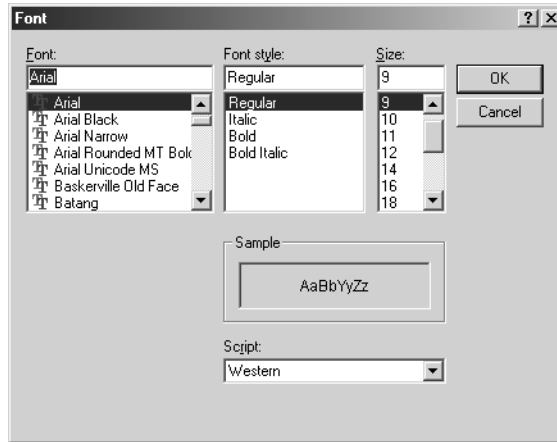 Font
Font: Font style: Size:
Arial Regular 9 OK
Arial Regular 9 Cancel
Arial Black Italic 10
Arial Narrow Bold 11
Arial Rounded MT Bold Bold Italic 12
Arial Unicode MS 14
Baskerville Old Face 16
Batang 18
Sample
AaBbYyZz
Script:
Western